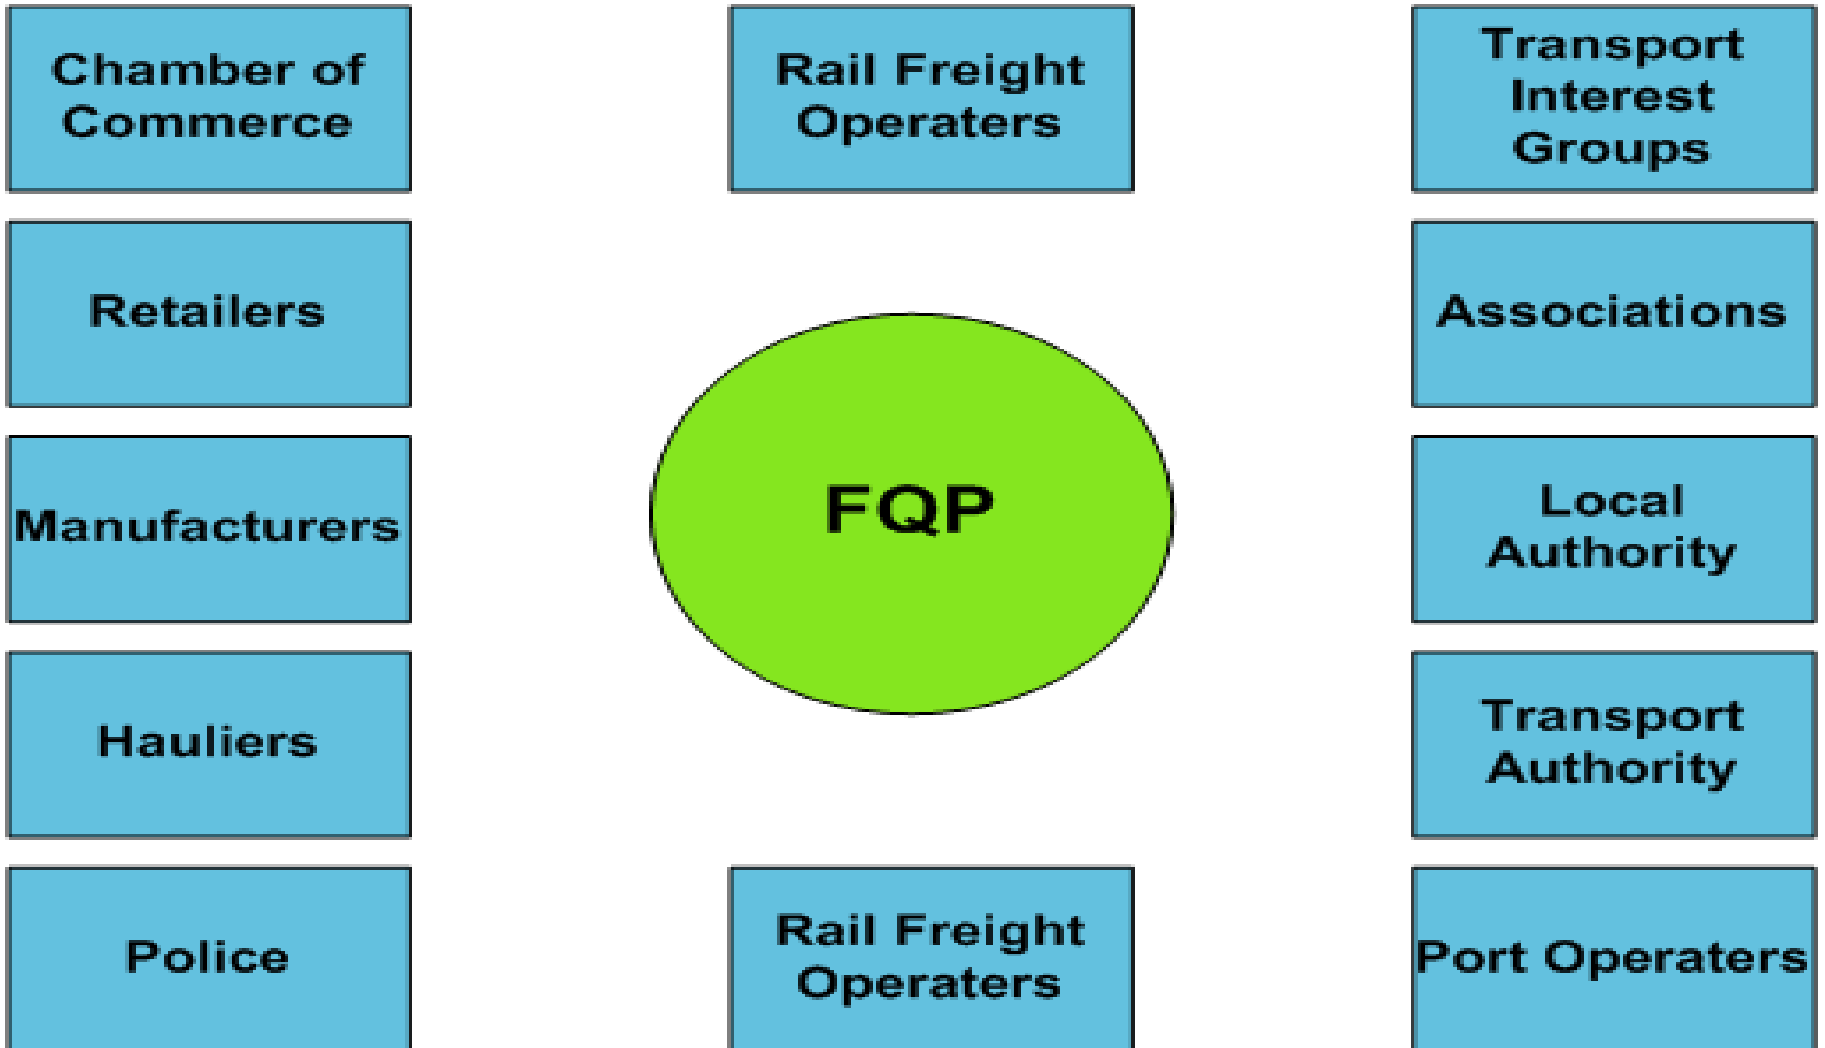 Chamber of
Commerce
Rail Freight
Operaters
Transport
Interest
Groups
Retailers
Associations
Manufacturers
FQP
Local
Authority
Hauliers
Transport
Authority
Police
Rail Freight
Operaters
Port Operaters